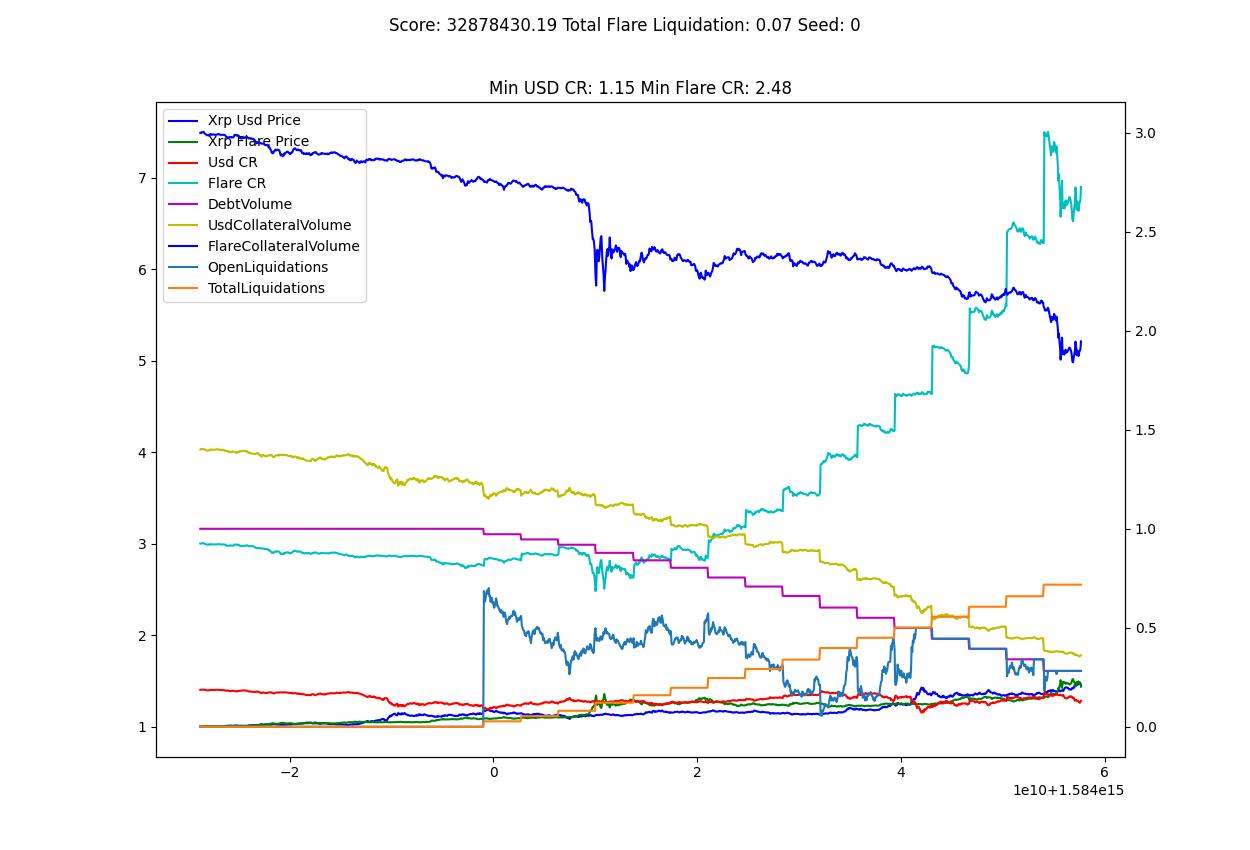 Score: 32878430.19 Total Flare Liquidation: 0.07 Seed: 0
Min USD CR: 1.15 Min Flare CR: 2.48
Xrp Usd Price
Xrp Flare Price
Usd CR
Flare CR
DebtVolume
UsdCollateralVolume
FlareCollateralVolume
OpenLiquidations
TotalLiquidations
7
6
5
4
3
2
1
3.0
2.5
2.0
1.5
1.0
0.5
0.0
−2
0
2
4
6
1e10+1.584e15